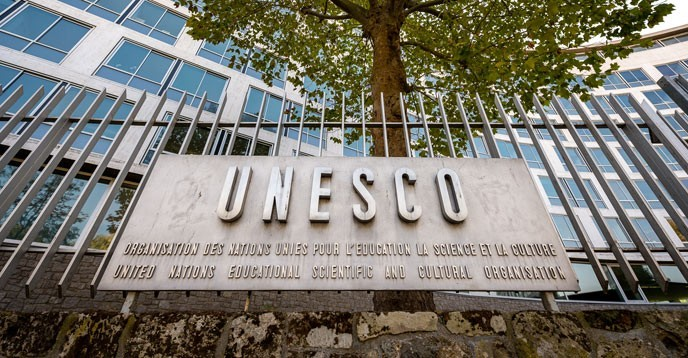 UNESCO
ORGANISATION DES NATIONS UNIES POUR L'EDUCATION LA SCIENCE ET LA CULTURE
UNITED NATIONS EDUCATIONAL SCIENTIFIC AND CULTURAL ORGANISATION